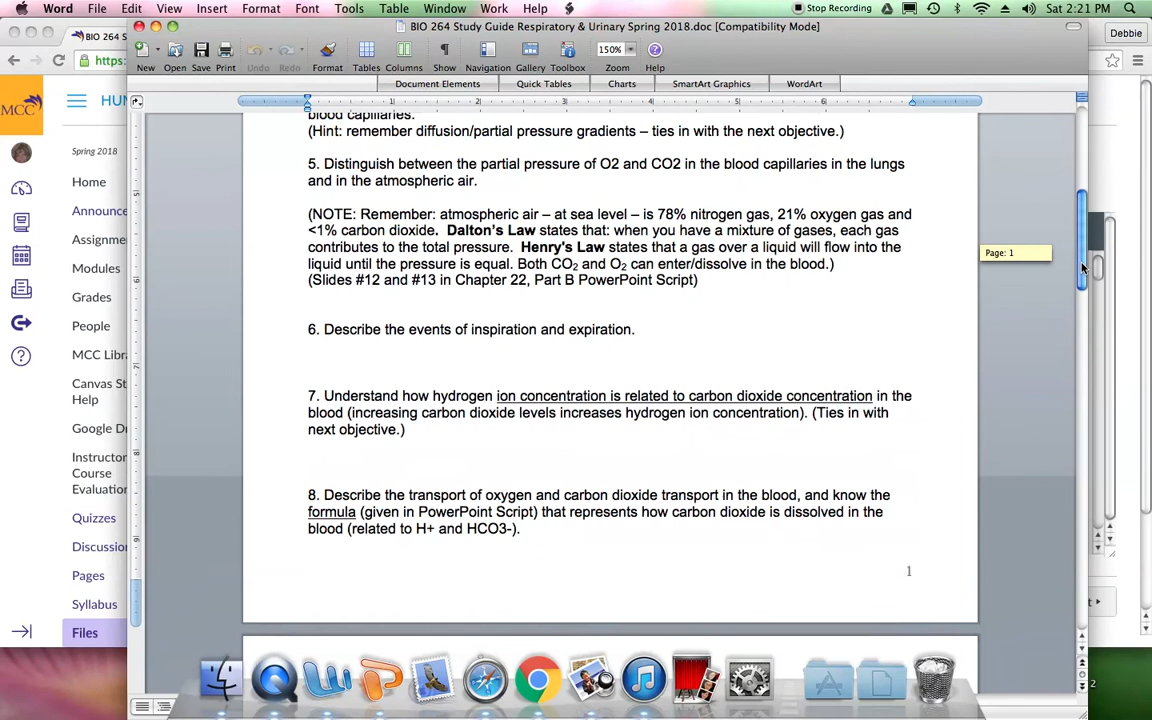 Word File Edit View Insert Format Font Tools Table Window Work Help Stop Recording Sat 2:21 PM
BIO 264 Study Guide Respiratory & Urinary Spring 2018.doc [Compatibility Mode]
BIO 264 S
Debbie
https:
150%
New Open Save Print Undo Redo Format Tables Columns Show Navigation Gallery Toolbox Zoom Help
Document Elements Quick Tables Charts SmartArt Graphics WordArt
1 2 3 4 5 6
MCC
HUM
Spring 2018
Home
Announce
Assignme
Modules
Grades
People
MCC Libra
Canvas St
Help
Google Dr
Instructor
Course
Evaluation
Quizzes
Discussio
Pages
Syllabus
Files
blood capillaries.
(Hint: remember diffusion/partial pressure gradients – ties in with the next objective.)
5. Distinguish between the partial pressure of O2 and CO2 in the blood capillaries in the lungs
and in the atmospheric air.
(NOTE: Remember: atmospheric air – at sea level – is 78% nitrogen gas, 21% oxygen gas and
<1% carbon dioxide. Dalton's Law states that: when you have a mixture of gases, each gas
contributes to the total pressure. Henry's Law states that a gas over a liquid will flow into the
liquid until the pressure is equal. Both CO₂ and O₂ can enter/dissolve in the blood.)
(Slides #12 and #13 in Chapter 22, Part B PowerPoint Script)
Page: 1
6. Describe the events of inspiration and expiration.
7. Understand how hydrogen ion concentration is related to carbon dioxide concentration in the
blood (increasing carbon dioxide levels increases hydrogen ion concentration). (Ties in with
next objective.)
8. Describe the transport of oxygen and carbon dioxide transport in the blood, and know the
formula (given in PowerPoint Script) that represents how carbon dioxide is dissolved in the
blood (related to H+ and HCO3-).
1